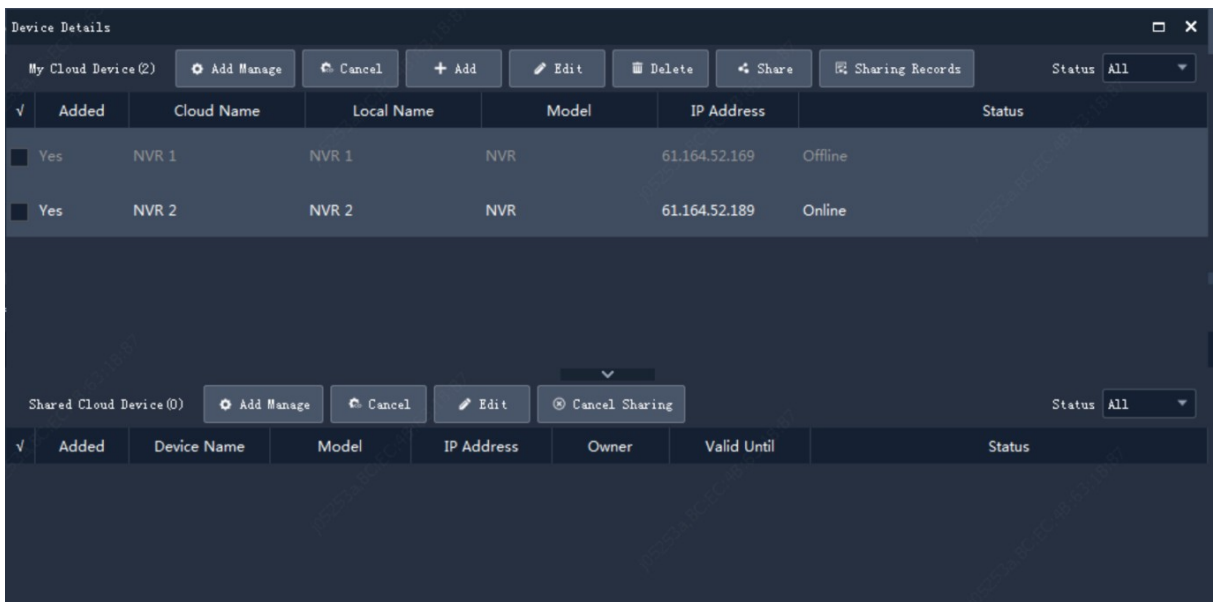 Device Details
My Cloud Device(2) Add Manage Cancel Add Edit Delete Share Sharing Records Status All
√ Added Cloud Name Local Name Model IP Address Status
Yes NVR 1 NVR 1 NVR 61.164.52.169 Offline
Yes NVR 2 NVR 2 NVR 61.164.52.189 Online
Shared Cloud Device(0) Add Manage Cancel Edit Cancel Sharing Status All
√ Added Device Name Model IP Address Owner Valid Until Status